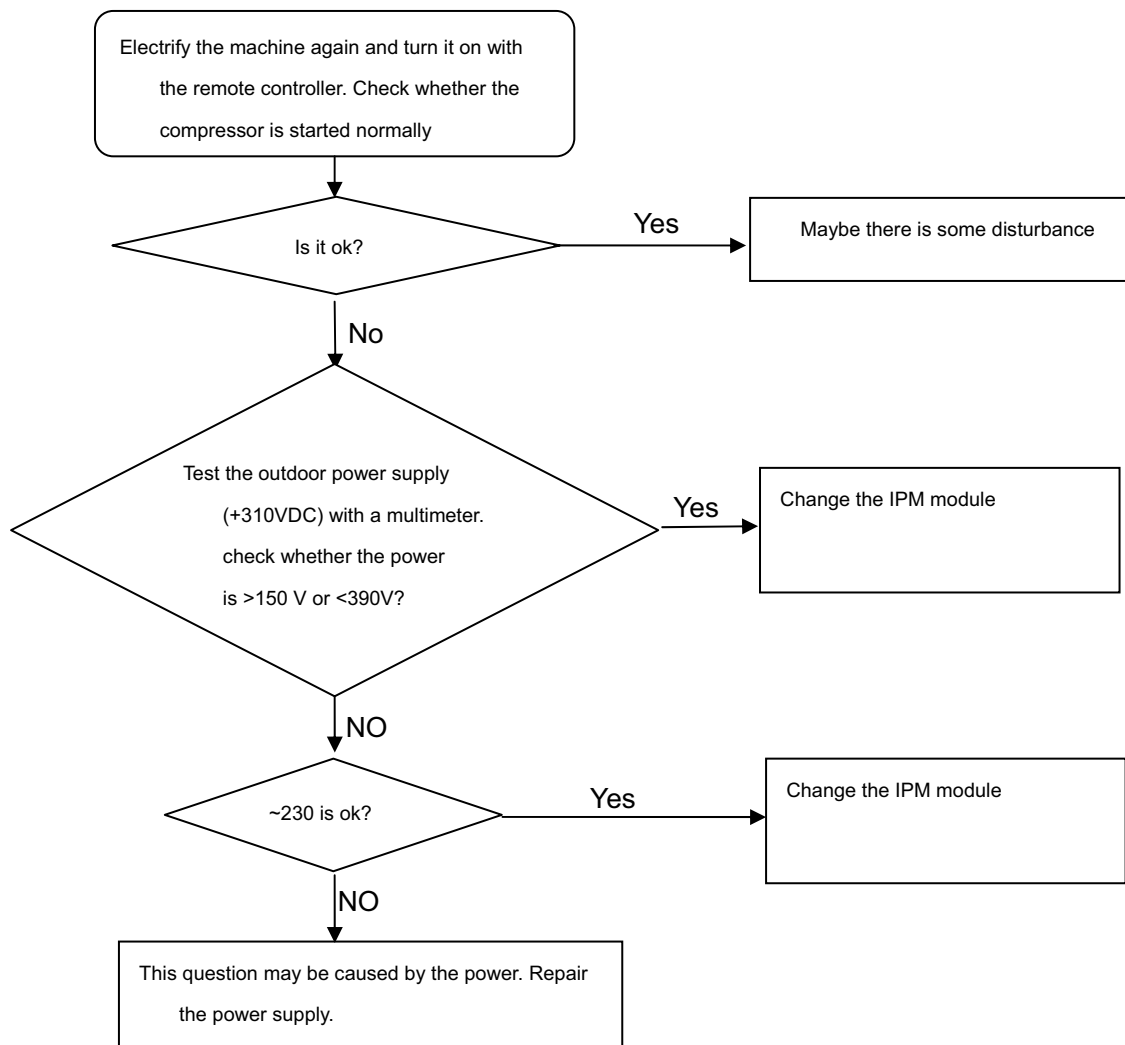 Electrify the machine again and turn it on with
the remote controller. Check whether the
compressor is started normally
Is it ok?
Yes
Maybe there is some disturbance
No
Test the outdoor power supply
(+310VDC) with a multimeter.
check whether the power
is >150 V or <390V?
Yes
Change the IPM module
NO
~230 is ok?
Yes
Change the IPM module
NO
This question may be caused by the power. Repair
the power supply.